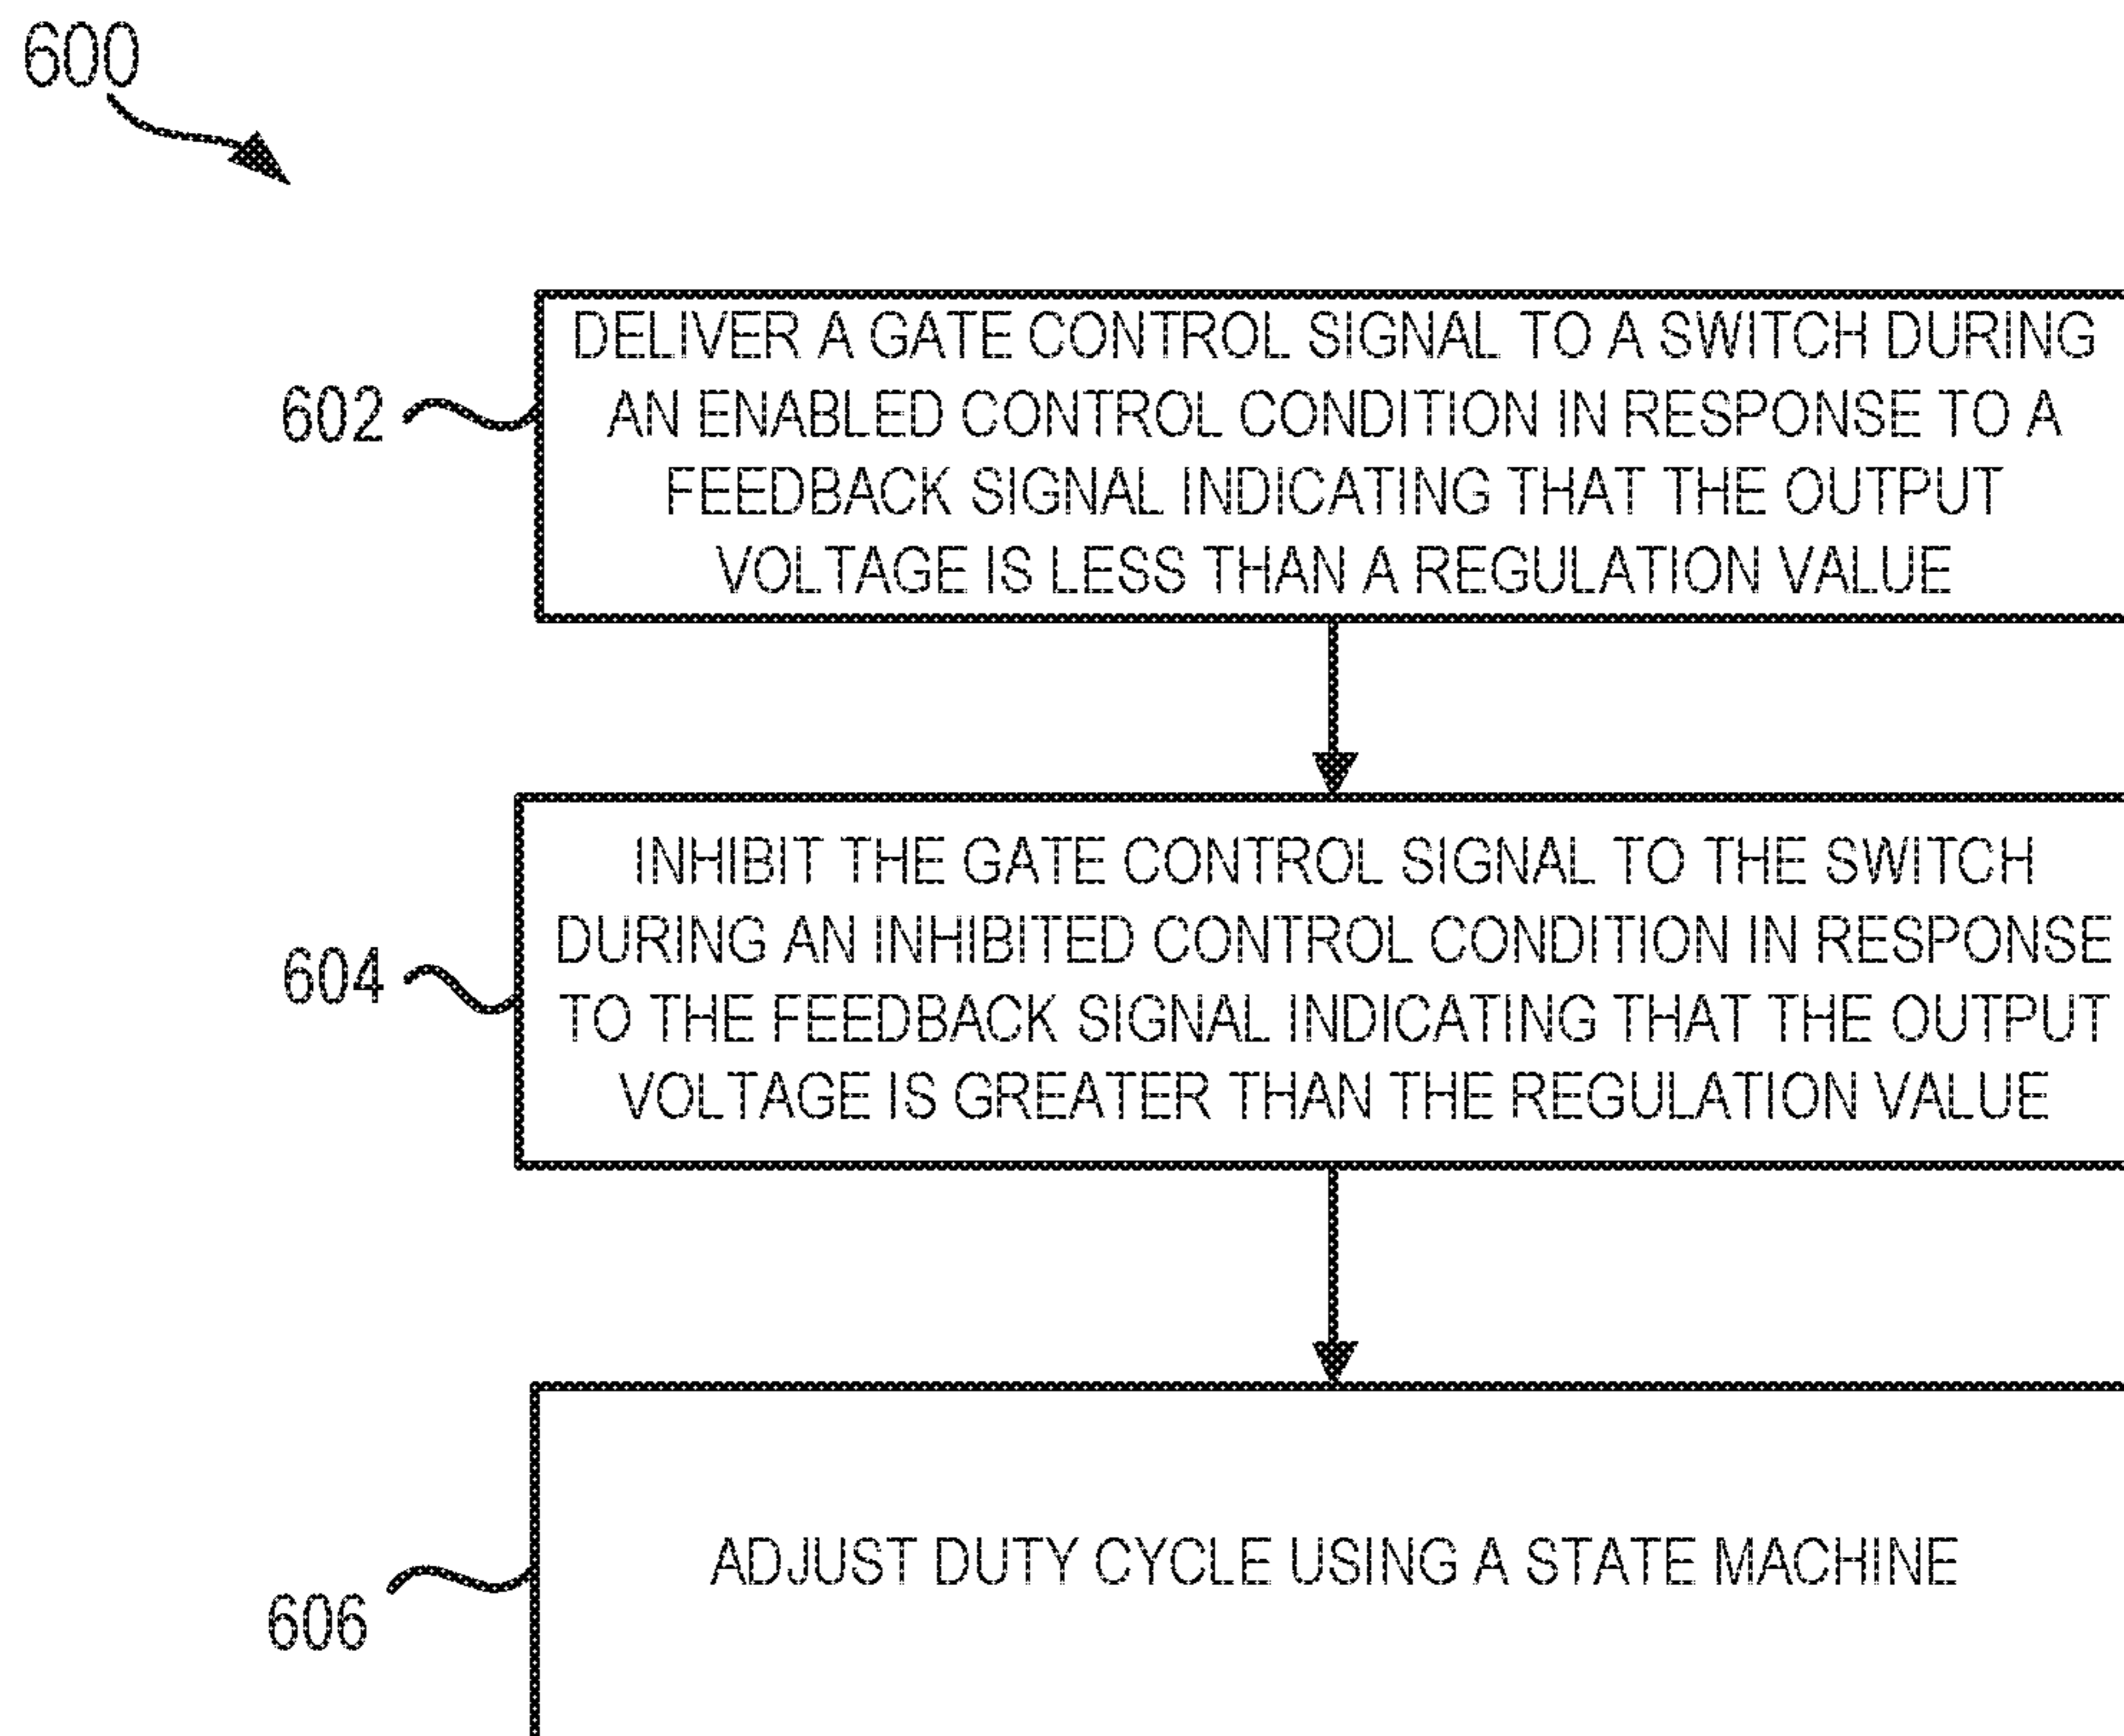 600
DELIVER A GATE CONTROL SIGNAL TO A SWITCH DURING
AN ENABLED CONTROL CONDITION IN RESPONSE TO A
602
FEEDBACK SIGNAL INDICATING THAT THE OUTPUT
VOLTAGE IS LESS THAN A REGULATION VALUE
INHIBIT THE GATE CONTROL SIGNAL TO THE SWITCH
DURING AN INHIBITED CONTROL CONDITION IN RESPONSE
604
TO THE FEEDBACK SIGNAL INDICATING THAT THE OUTPUT
VOLTAGE IS GREATER THAN THE REGULATION VALUE
ADJUST DUTY CYCLE USING A STATE MACHINE
606